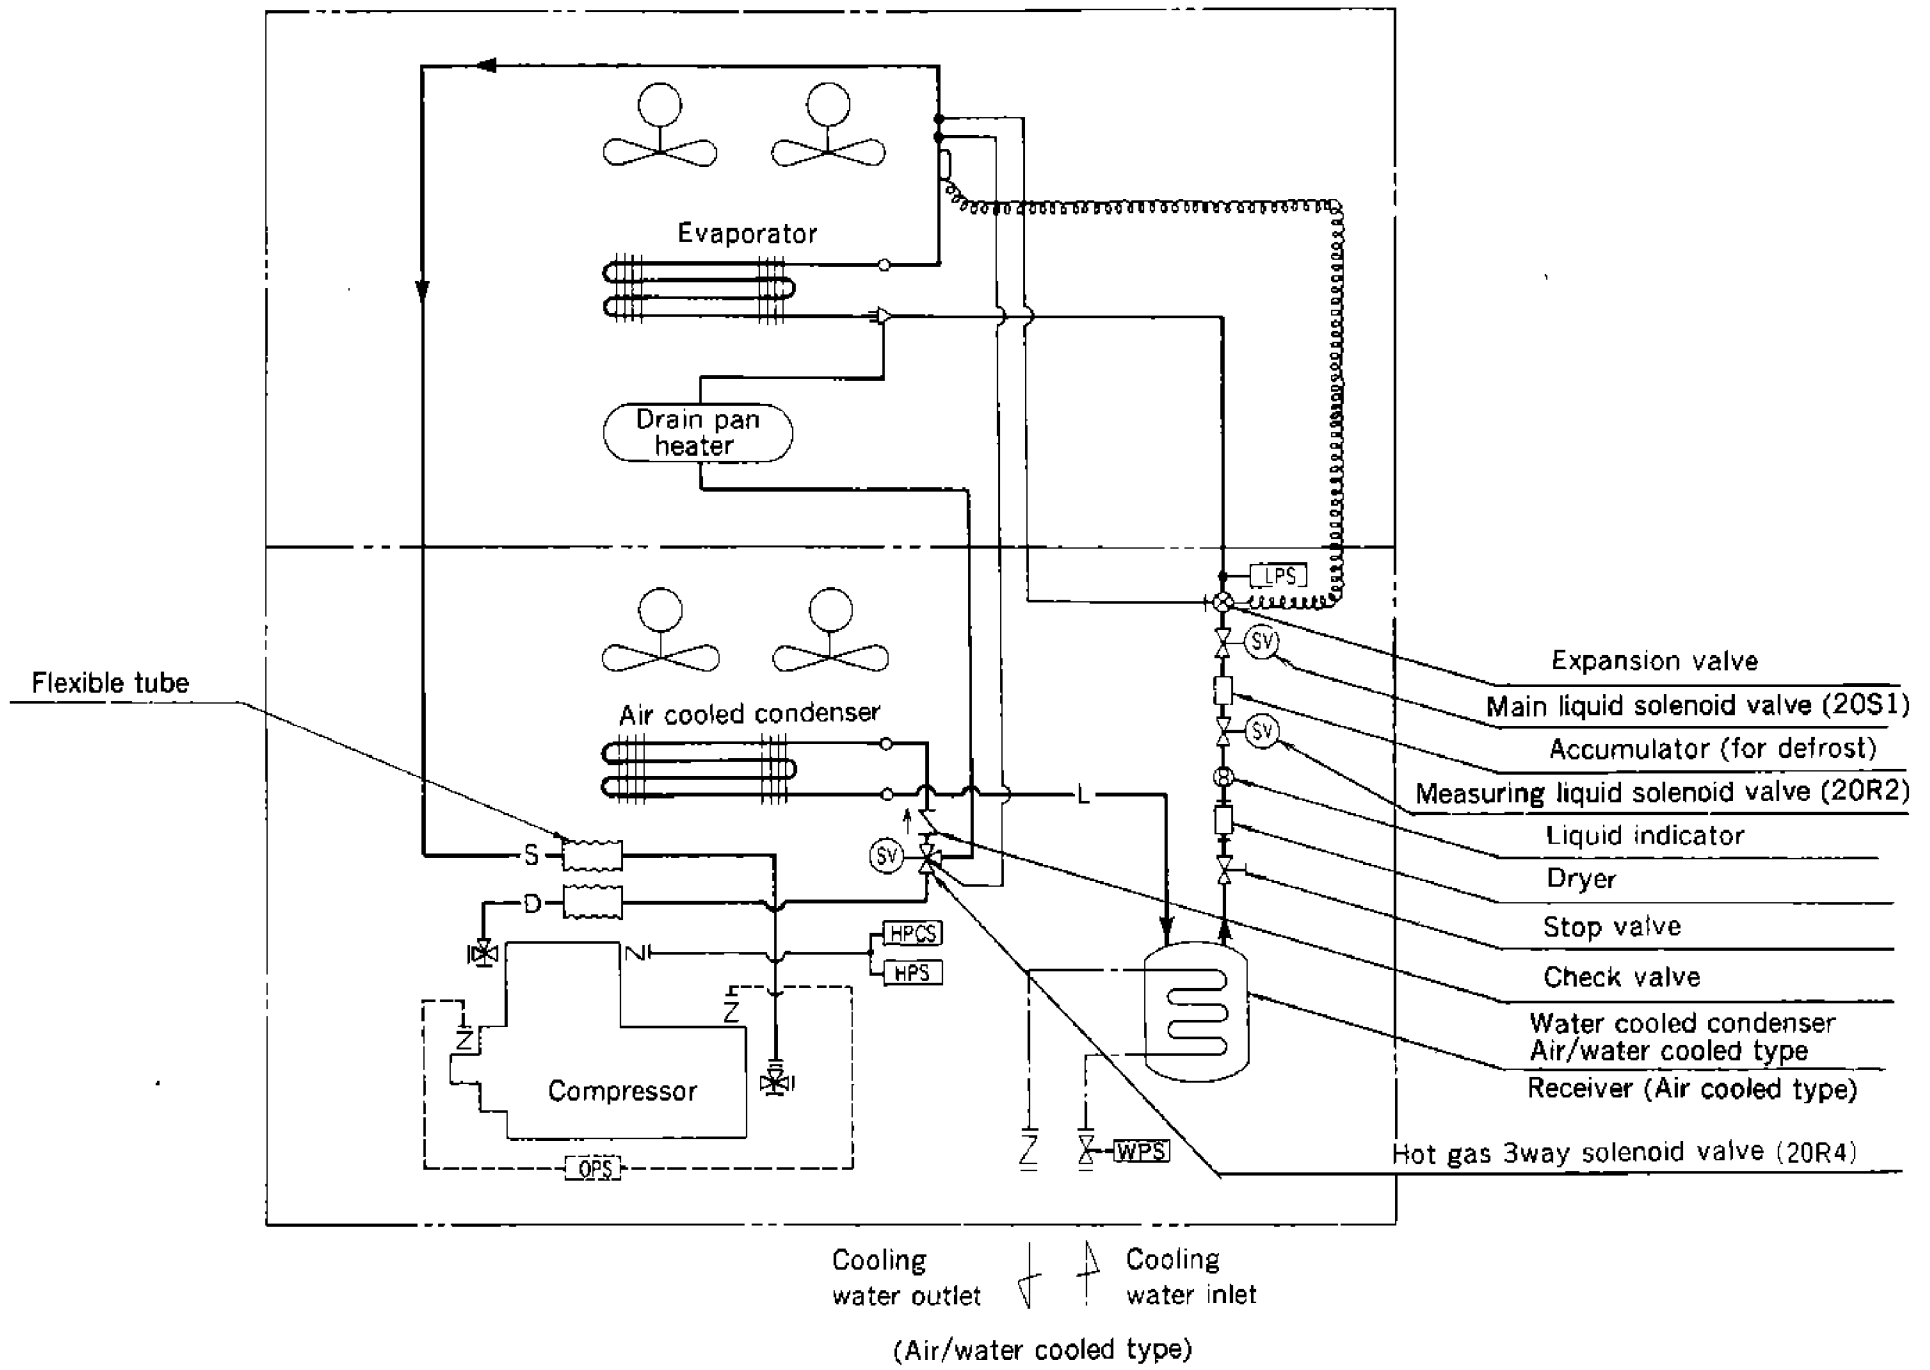 Evaporator
Drain pan
heater
LPS
SV
Expansion valve
Flexible tube
Main liquid solenoid valve (20S1)
Air cooled condenser
SV
Accumulator (for defrost)
Measuring liquid solenoid valve (20R2)
L
Liquid indicator
S
SV
Dryer
D
Stop valve
HPCS
HPS
Check valve
Water cooled condenser
Air/water cooled type
Receiver (Air cooled type)
Compressor
WPS
Hot gas 3way solenoid valve (20R4)
OPS
Cooling
water outlet
Cooling
water inlet
(Air/water cooled type)